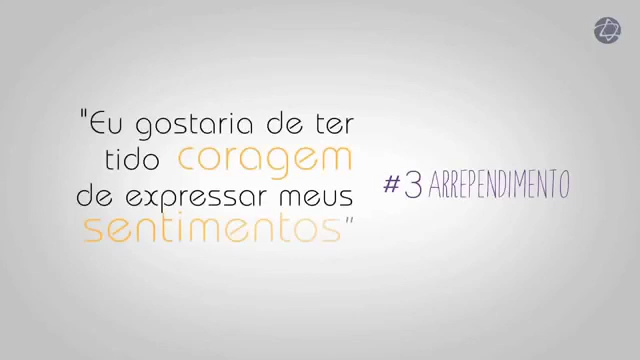 "Eu gostaria de ter
tido coragem
de expressar meus
sentimentos"
#3 ARREPENDIMENTO